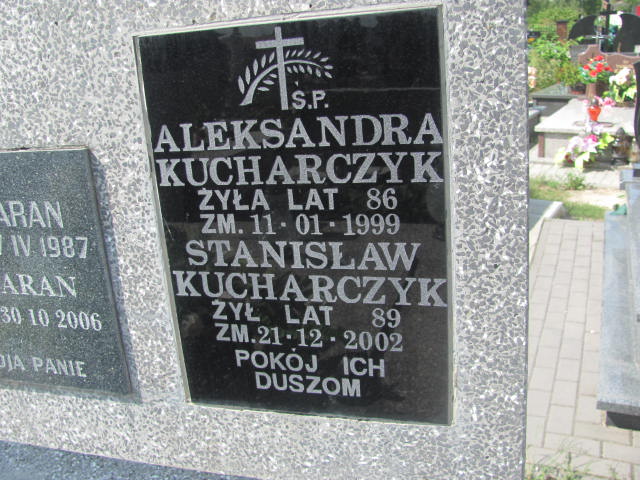 ARAN
IV 1987
ARAN
30 10 2006
PANIE
Ś.P.
ALEKSANDRA
KUCHARCZYK
ŻYŁA LAT 86
ZM. 11·01·1999
STANISŁAW
KUCHARCZYK
ŻYŁ LAT 89
ZM. 21·12·2002
POKÓJ ICH
DUSZOM